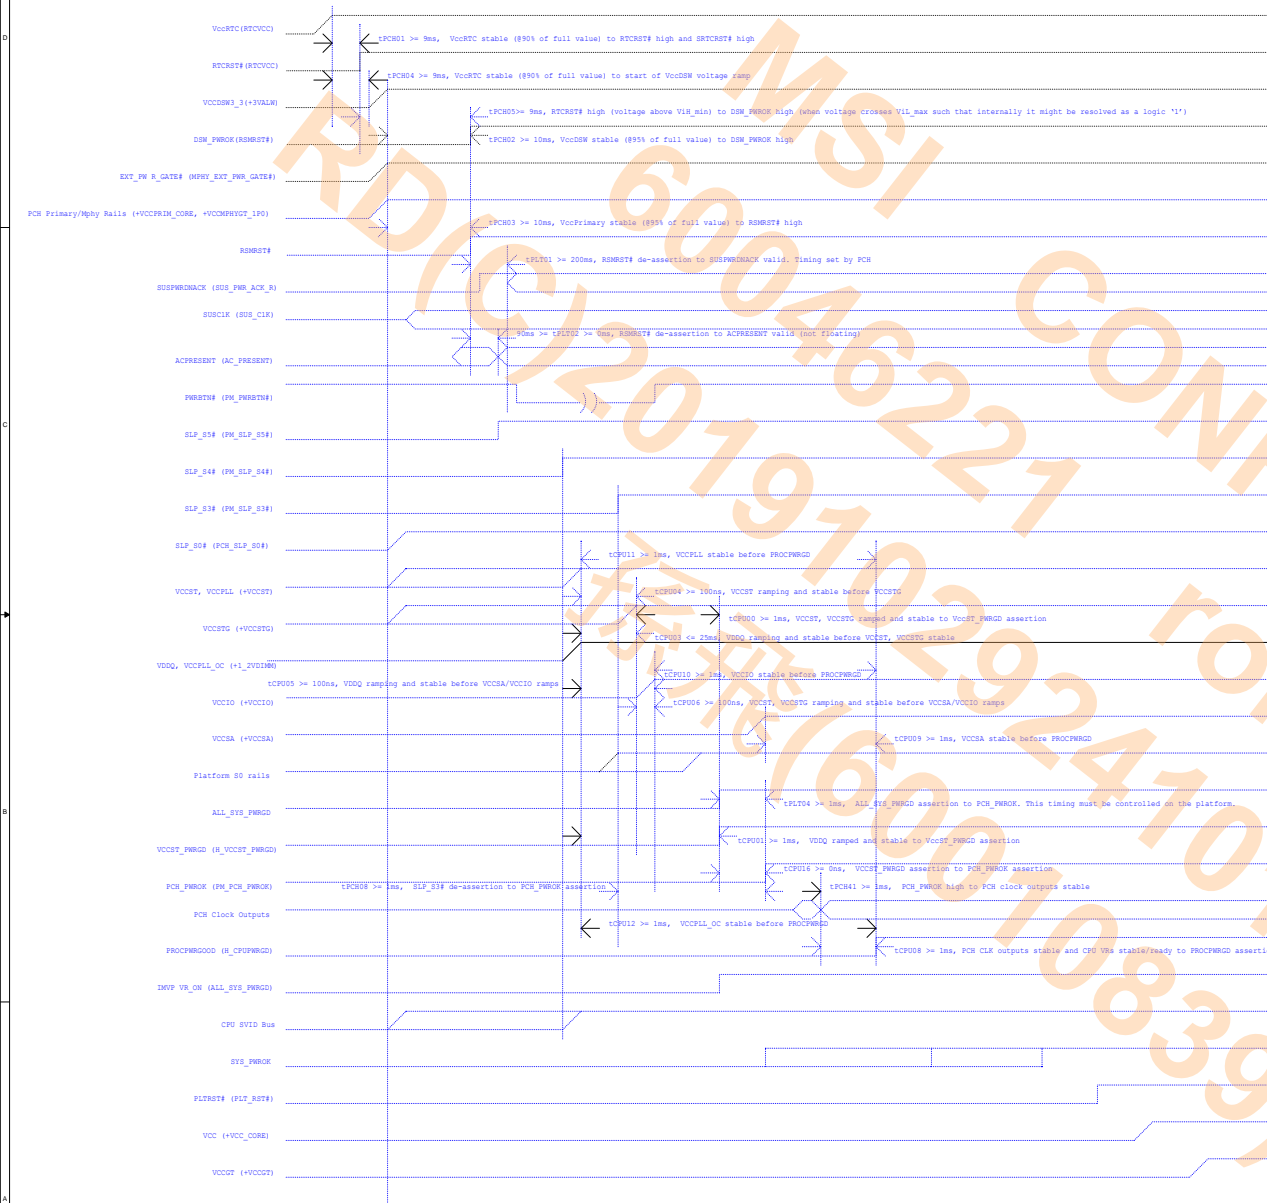 D
VccRTC(RTCVCC)
tPCH01 >= 9ms, VccRTC stable (@90% of full value) to RTCRST# high and SRTCRST# high
RTCRST#(RTCVCC)
tPCH04 >= 9ms, VccRTC stable (@90% of full value) to start of VccDSW voltage ramp
VCCDSW3_3(+3VALW)
tPCH05>= 9ms, RTCRST# high (voltage above ViH_min) to DSW_PWROK high (when voltage crosses ViL_max such that internally it might be resolved as a logic '1')
DSW_PWROK(RSMRST#)
tPCH02 >= 10ms, VccDSW stable (@95% of full value) to DSW_PWROK high
EXT_PW R_GATE# (MPHY_EXT_PWR_GATE#)
PCH Primary/Mphy Rails (+VCCPRIM_CORE, +VCCMPHYGT_1P0)
tPCH03 >= 10ms, VccPrimary stable (@95% of full value) to RSMRST# high
RSMRST#
tPLT01 >= 200ms, RSMRST# de-assertion to SUSPWRDNACK valid. Timing set by PCH
SUSPWRDNACK (SUS_PWR_ACK_R)
SUSClK (SUS_ClK)
90ms >= tPLT02 >= 0ms, RSMRST# de-assertion to ACPRESENT valid (not floating)
ACPRESENT (AC_PRESENT)
PWRBTN# (PM_PWRBTN#)
C
SLP_S5# (PM_SLP_S5#)
SLP_S4# (PM_SLP_S4#)
SLP_S3# (PM_SLP_S3#)
SLP_S0# (PCH_SLP_S0#)
tCPU11 >= 1ms, VCCPLL stable before PROCPWRGD
VCCST, VCCPLL (+VCCST)
tCPU04 >= 100ns, VCCST ramping and stable before VCCSTG
tCPU00 >= 1ms, VCCST, VCCSTG ramped and stable to VccST_PWRGD assertion
VCCSTG (+VCCSTG)
tCPU03 <= 25ms, VDDQ ramping and stable before VCCST, VCCSTG stable
VDDQ, VCCPLL_OC (+1_2VDIMM)
tCPU10 >= 1ms, VCCIO stable before PROCPWRGD
tCPU05 >= 100ns, VDDQ ramping and stable before VCCSA/VCCIO ramps
VCCIO (+VCCIO)
tCPU06 >= 100ns, VCCST, VCCSTG ramping and stable before VCCSA/VCCIO ramps
VCCSA (+VCCSA)
tCPU09 >= 1ms, VCCSA stable before PROCPWRGD
Platform S0 rails
tPLT04 >= 1ms, ALL_SYS_PWRGD assertion to PCH_PWROK. This timing must be controlled on the platform.
B
ALL_SYS_PWRGD
tCPU01 >= 1ms, VDDQ ramped and stable to VccST_PWRGD assertion
VCCST_PWRGD (H_VCCST_PWRGD)
tCPU16 >= 0ns, VCCST_PWRGD assertion to PCH_PWROK assertion
PCH_PWROK (PM_PCH_PWROK)
tPCH08 >= 1ms, SLP_S3# de-assertion to PCH_PWROK assertion
tPCH41 >= 1ms, PCH_PWROK high to PCH clock outputs stable
PCH Clock Outputs
tCPU12 >= 1ms, VCCPLL_OC stable before PROCPWRGD
PROCPWRGOOD (H_CPUPWRGD)
tCPU08 >= 1ms, PCH CLK outputs stable and CPU VRs stable/ready to PROCPWRGD asserti
IMVP VR_ON (ALL_SYS_PWRGD)
CPU SVID Bus
SYS_PWROK
PLTRST# (PLT_RST#)
VCC (+VCC_CORE)
VCCGT (+VCCGT)
A
MSI CONF
600462211
RD(C)2019102924101